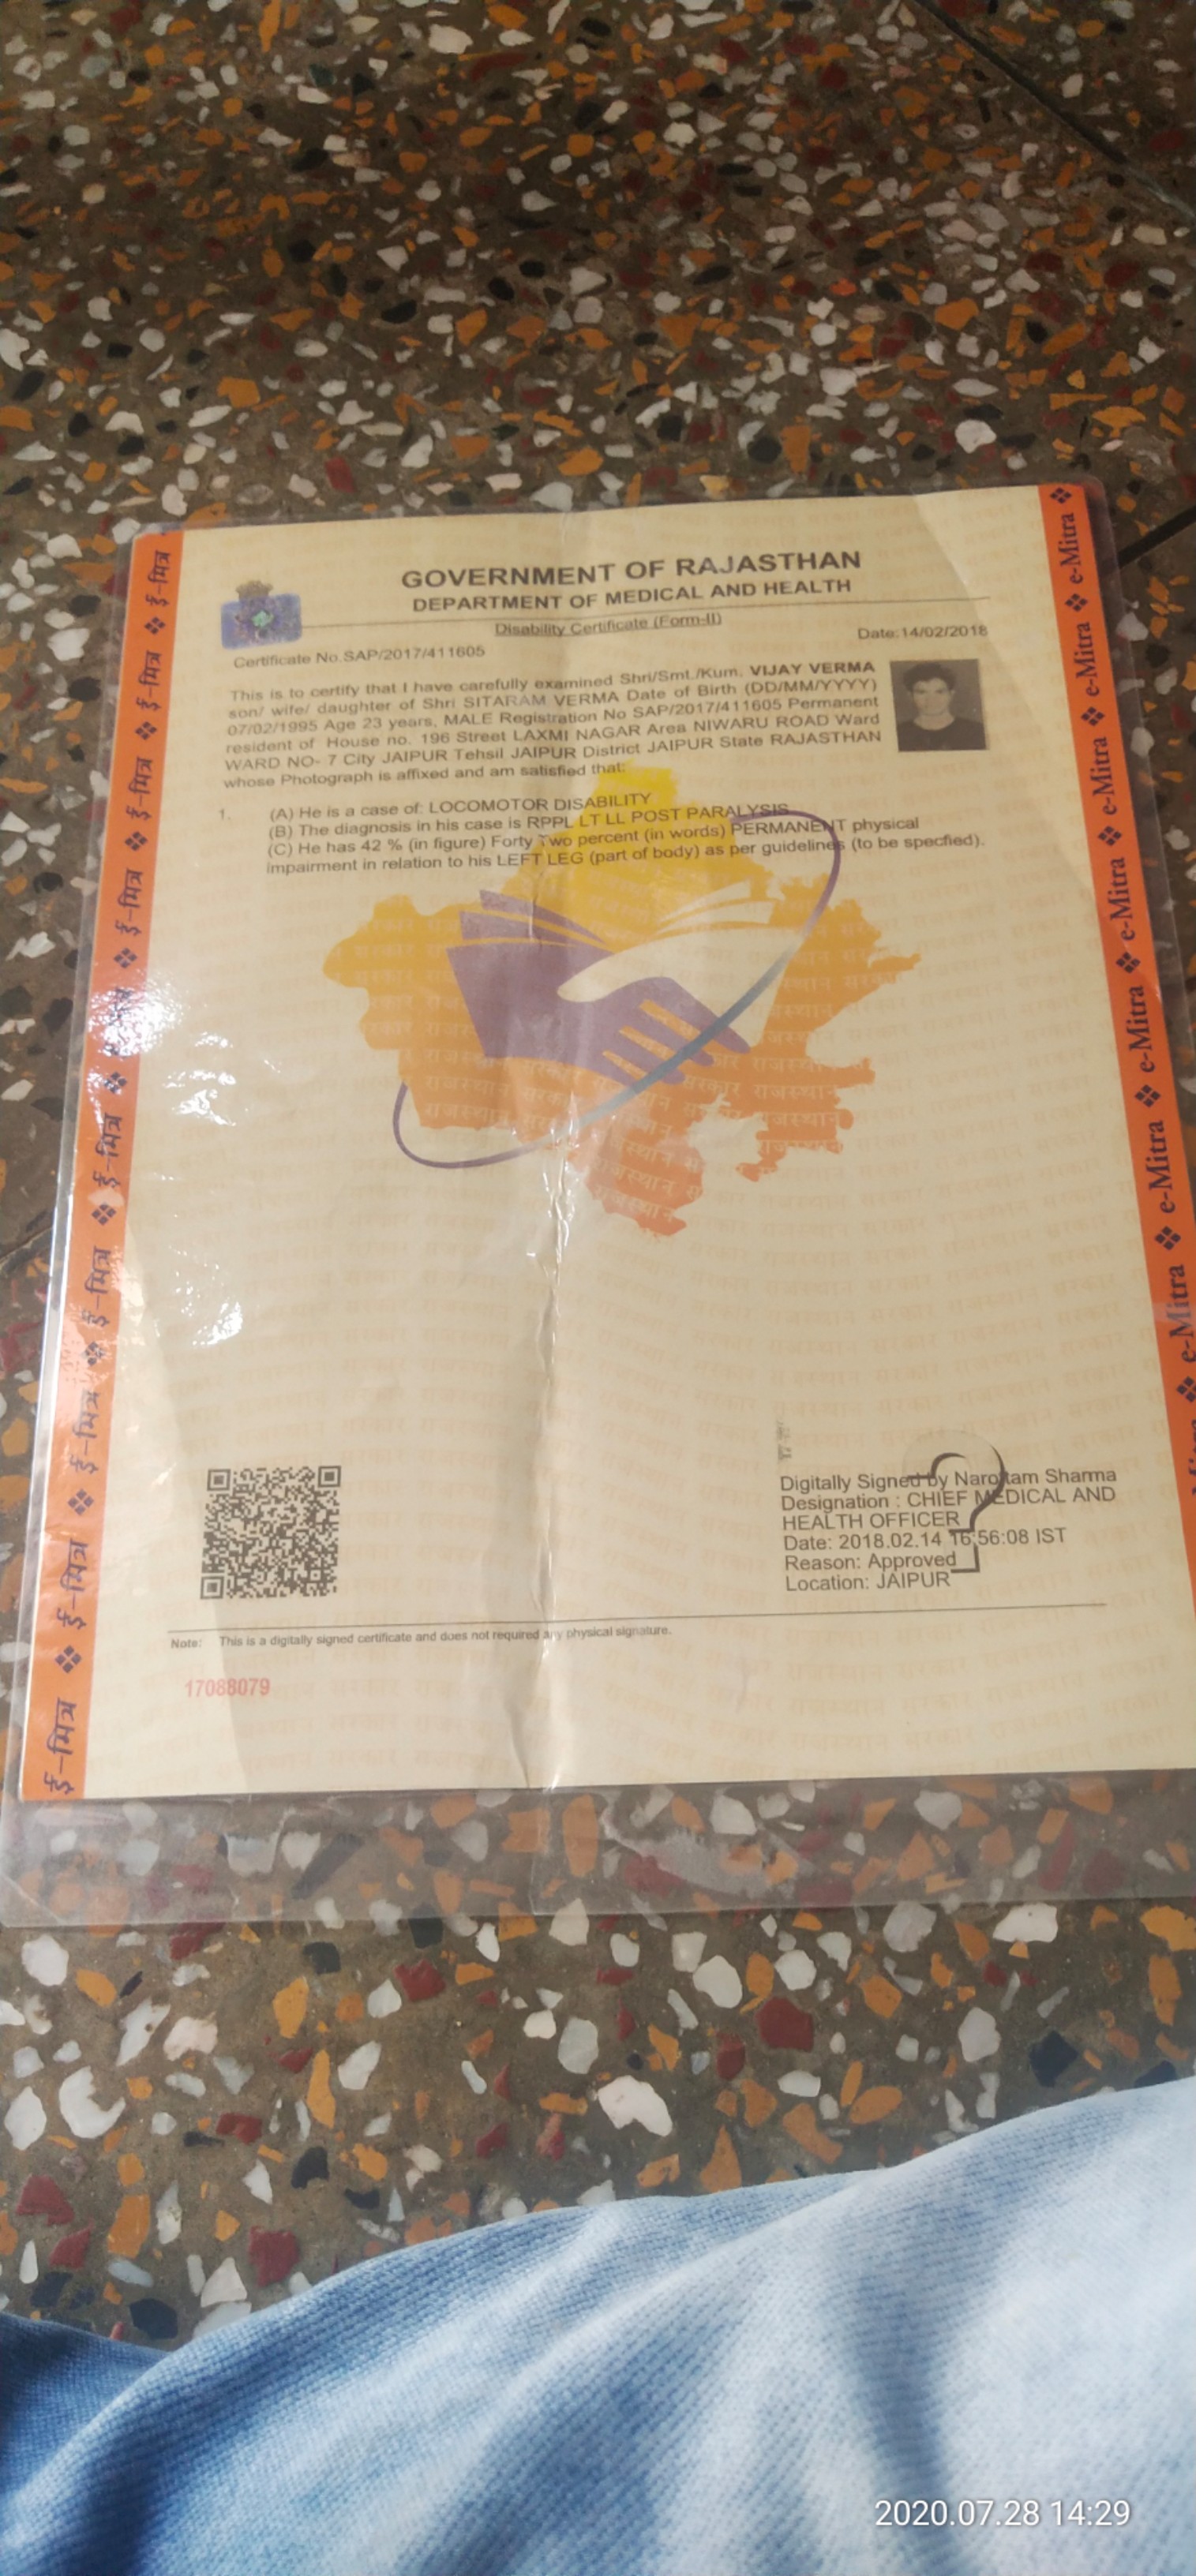 GOVERNMENT OF RAJASTHAN
DEPARTMENT OF MEDICAL AND HEALTH
Disability Certificate (Form-II)
Certificate No.SAP/2017/411605
Date:14/02/2018
This is to certify that I have carefully examined Shri/Smt./Kum. VIJAY VERMA
son/ wife/ daughter of Shri SITARAM VERMA Date of Birth (DD/MM/YYYY)
07/02/1995 Age 23 years, MALE Registration No SAP/2017/411605 Permanent
resident of House no. 196 Street LAXMI NAGAR Area NIWARU ROAD Ward
WARD NO- 7 City JAIPUR Tehsil JAIPUR District JAIPUR State RAJASTHAN
whose Photograph is affixed and am satisfied that:
1. (A) He is a case of: LOCOMOTOR DISABILITY
(B) The diagnosis in his case is RPPL LT LL POST PARALYSIS
(C) He has 42 % (in figure) Forty Two percent (in words) PERMANENT physical
impairment in relation to his LEFT LEG (part of body) as per guidelines (to be specfied).
Digitally Signed by Narottam Sharma
Designation : CHIEF MEDICAL AND
HEALTH OFFICER
Date: 2018.02.14 16:56:08 IST
Reason: Approved
Location: JAIPUR
Note: This is a digitally signed certificate and does not required any physical signature.
17088079
ई-मित्र ❖ ई-मित्र ❖ ई-मित्र ❖ ई-मित्र ❖ ई-मित्र ❖ ई-मित्र ❖ ई-मित्र ❖ ई-मित्र ❖ ई-मित्र ❖ ई-मित्र
e-Mitra ❖ e-Mitra ❖ e-Mitra ❖ e-Mitra ❖ e-Mitra ❖ e-Mitra ❖ e-Mitra ❖ e-Mitra
राजस्थान सरकार
2020.07.28 14:29